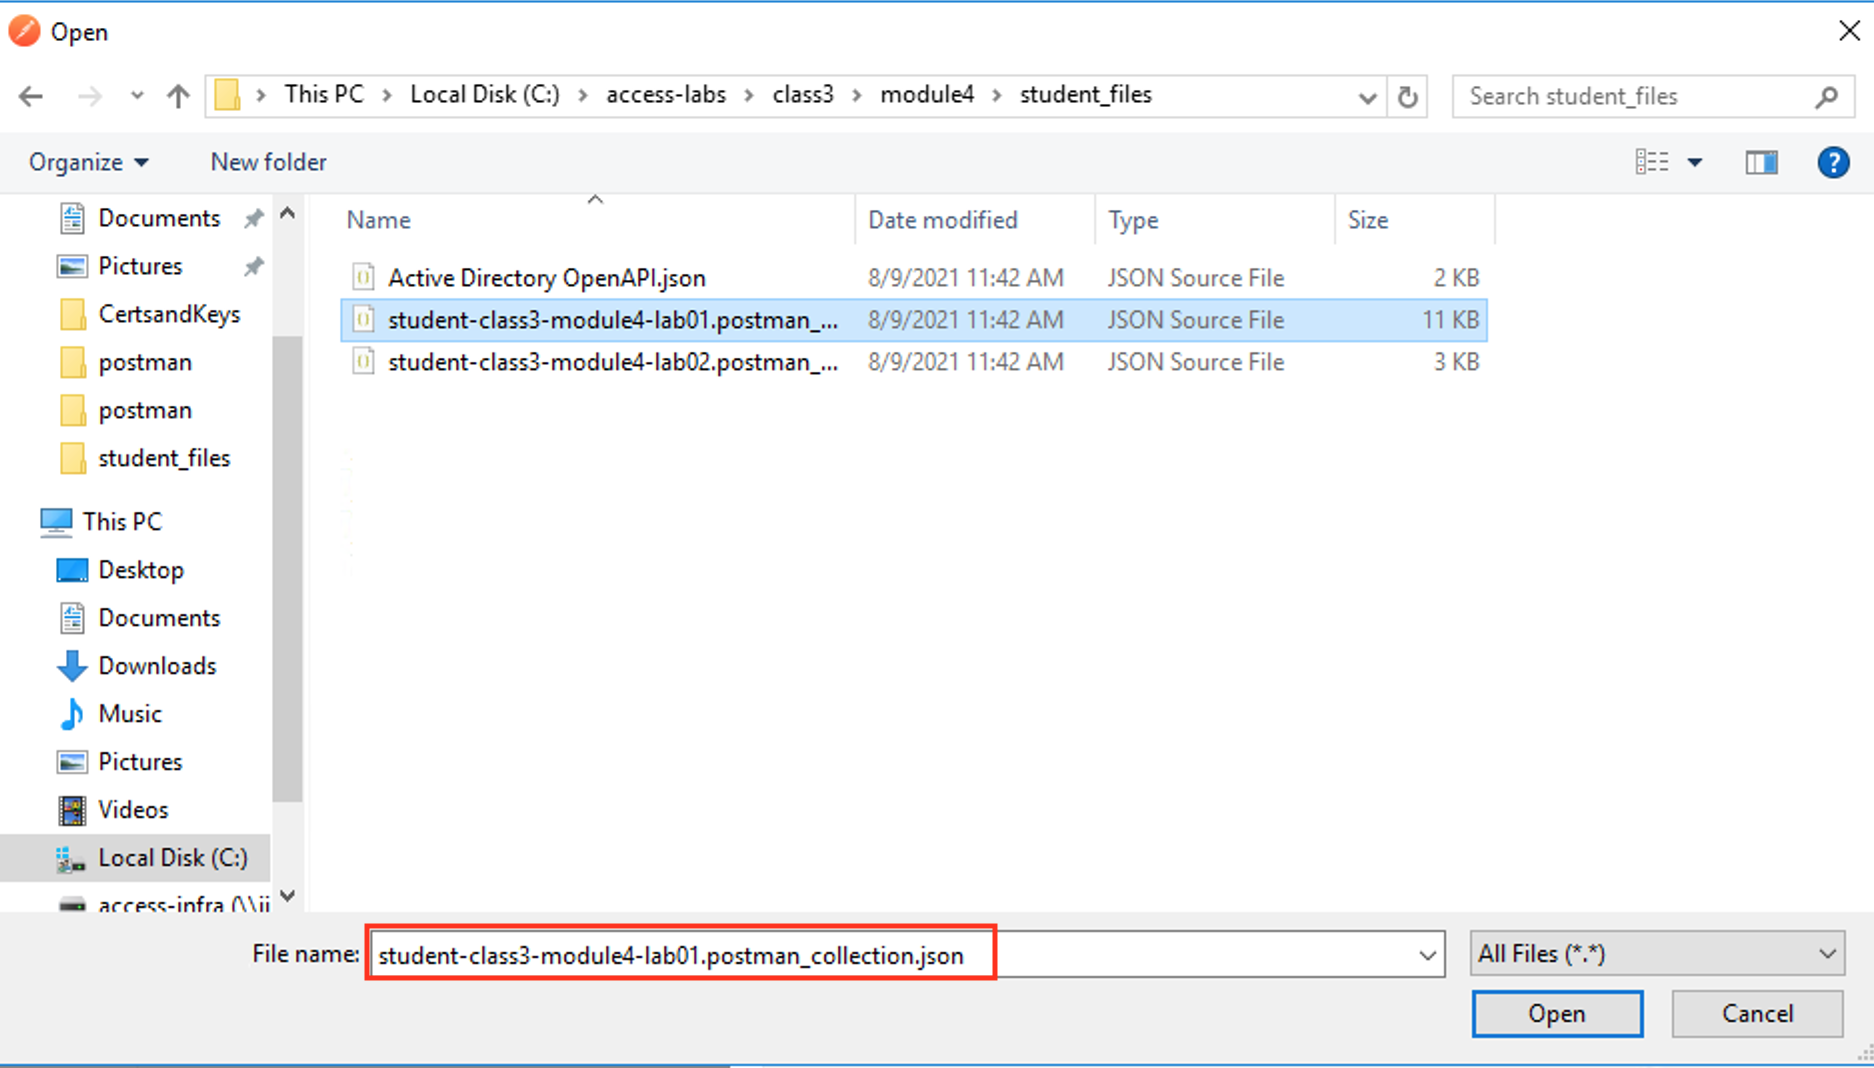 Open
This PC > Local Disk (C:) > access-labs > class3 > module4 > student_files
Search student_files
Organize
New folder
Name
Date modified
Type
Size
Active Directory OpenAPI.json 8/9/2021 11:42 AM JSON Source File 2 KB
student-class3-module4-lab01.postman_... 8/9/2021 11:42 AM JSON Source File 11 KB
student-class3-module4-lab02.postman_... 8/9/2021 11:42 AM JSON Source File 3 KB
Documents
Pictures
CertsandKeys
postman
postman
student_files
This PC
Desktop
Documents
Downloads
Music
Pictures
Videos
Local Disk (C:)
access-infra (\\ii
File name: student-class3-module4-lab01.postman_collection.json
All Files (*.*)
Open
Cancel